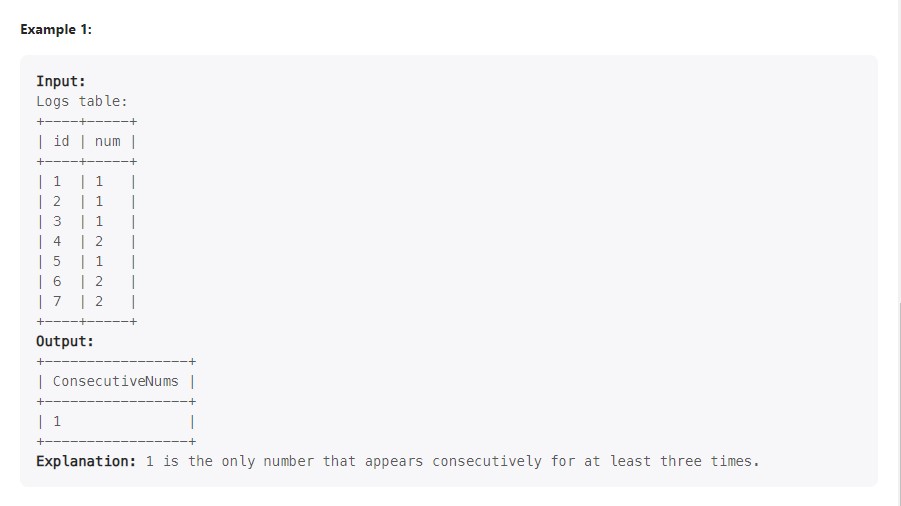 Example 1:
Input:
Logs table:
+----+-----+
| id | num |
+----+-----+
| 1  | 1   |
| 2  | 1   |
| 3  | 1   |
| 4  | 2   |
| 5  | 1   |
| 6  | 2   |
| 7  | 2   |
+----+-----+
Output:
+-----------------+
| ConsecutiveNums |
+-----------------+
| 1               |
+-----------------+
Explanation: 1 is the only number that appears consecutively for at least three times.